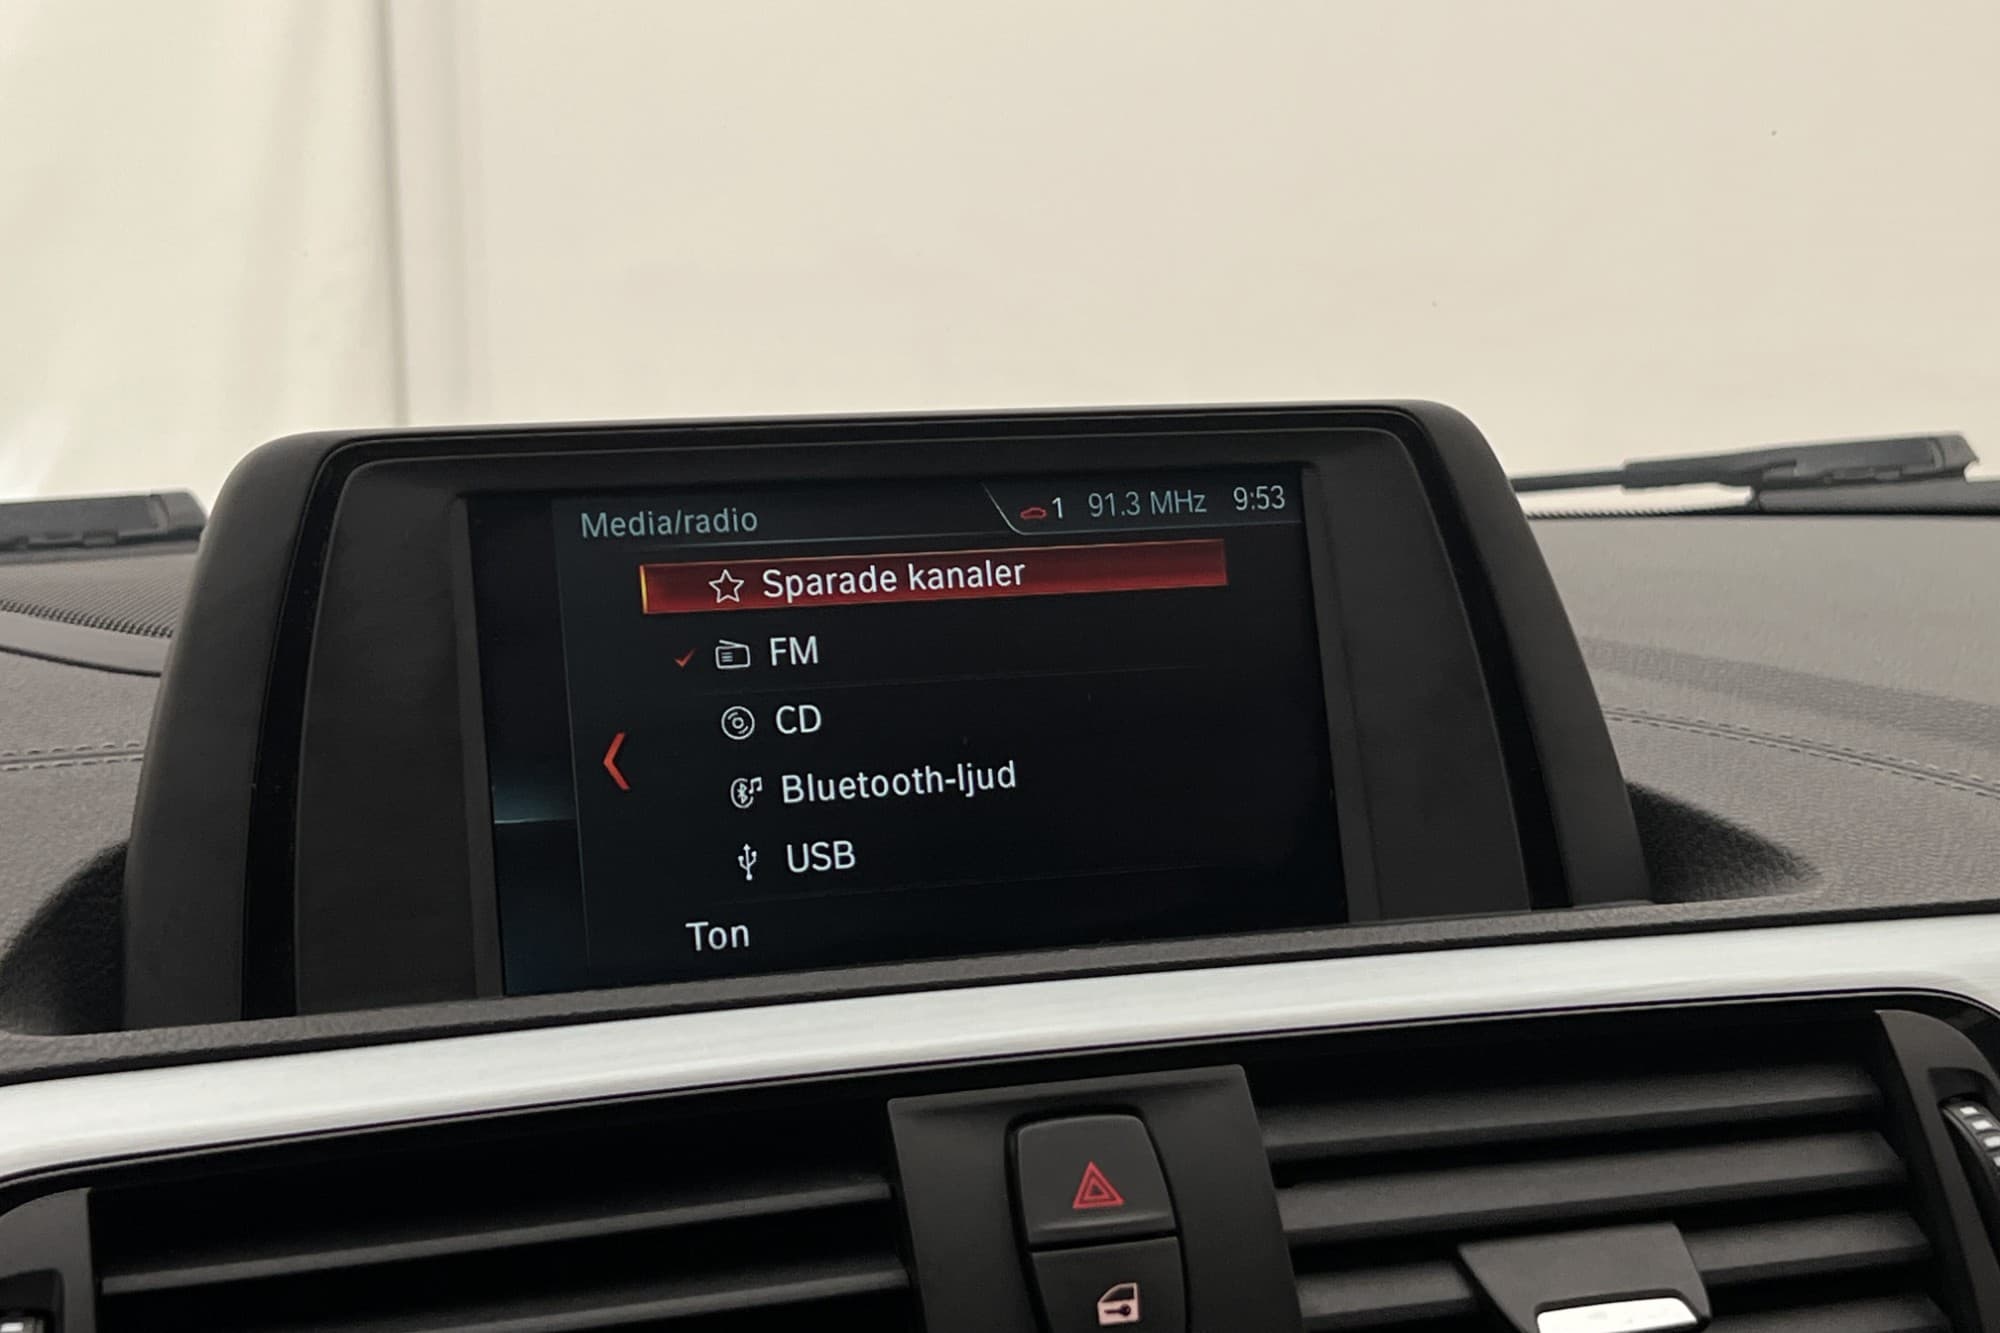 Media/radio 1 91.3 MHz 9:53
Sparade kanaler
FM
CD
Bluetooth-ljud
USB
Ton